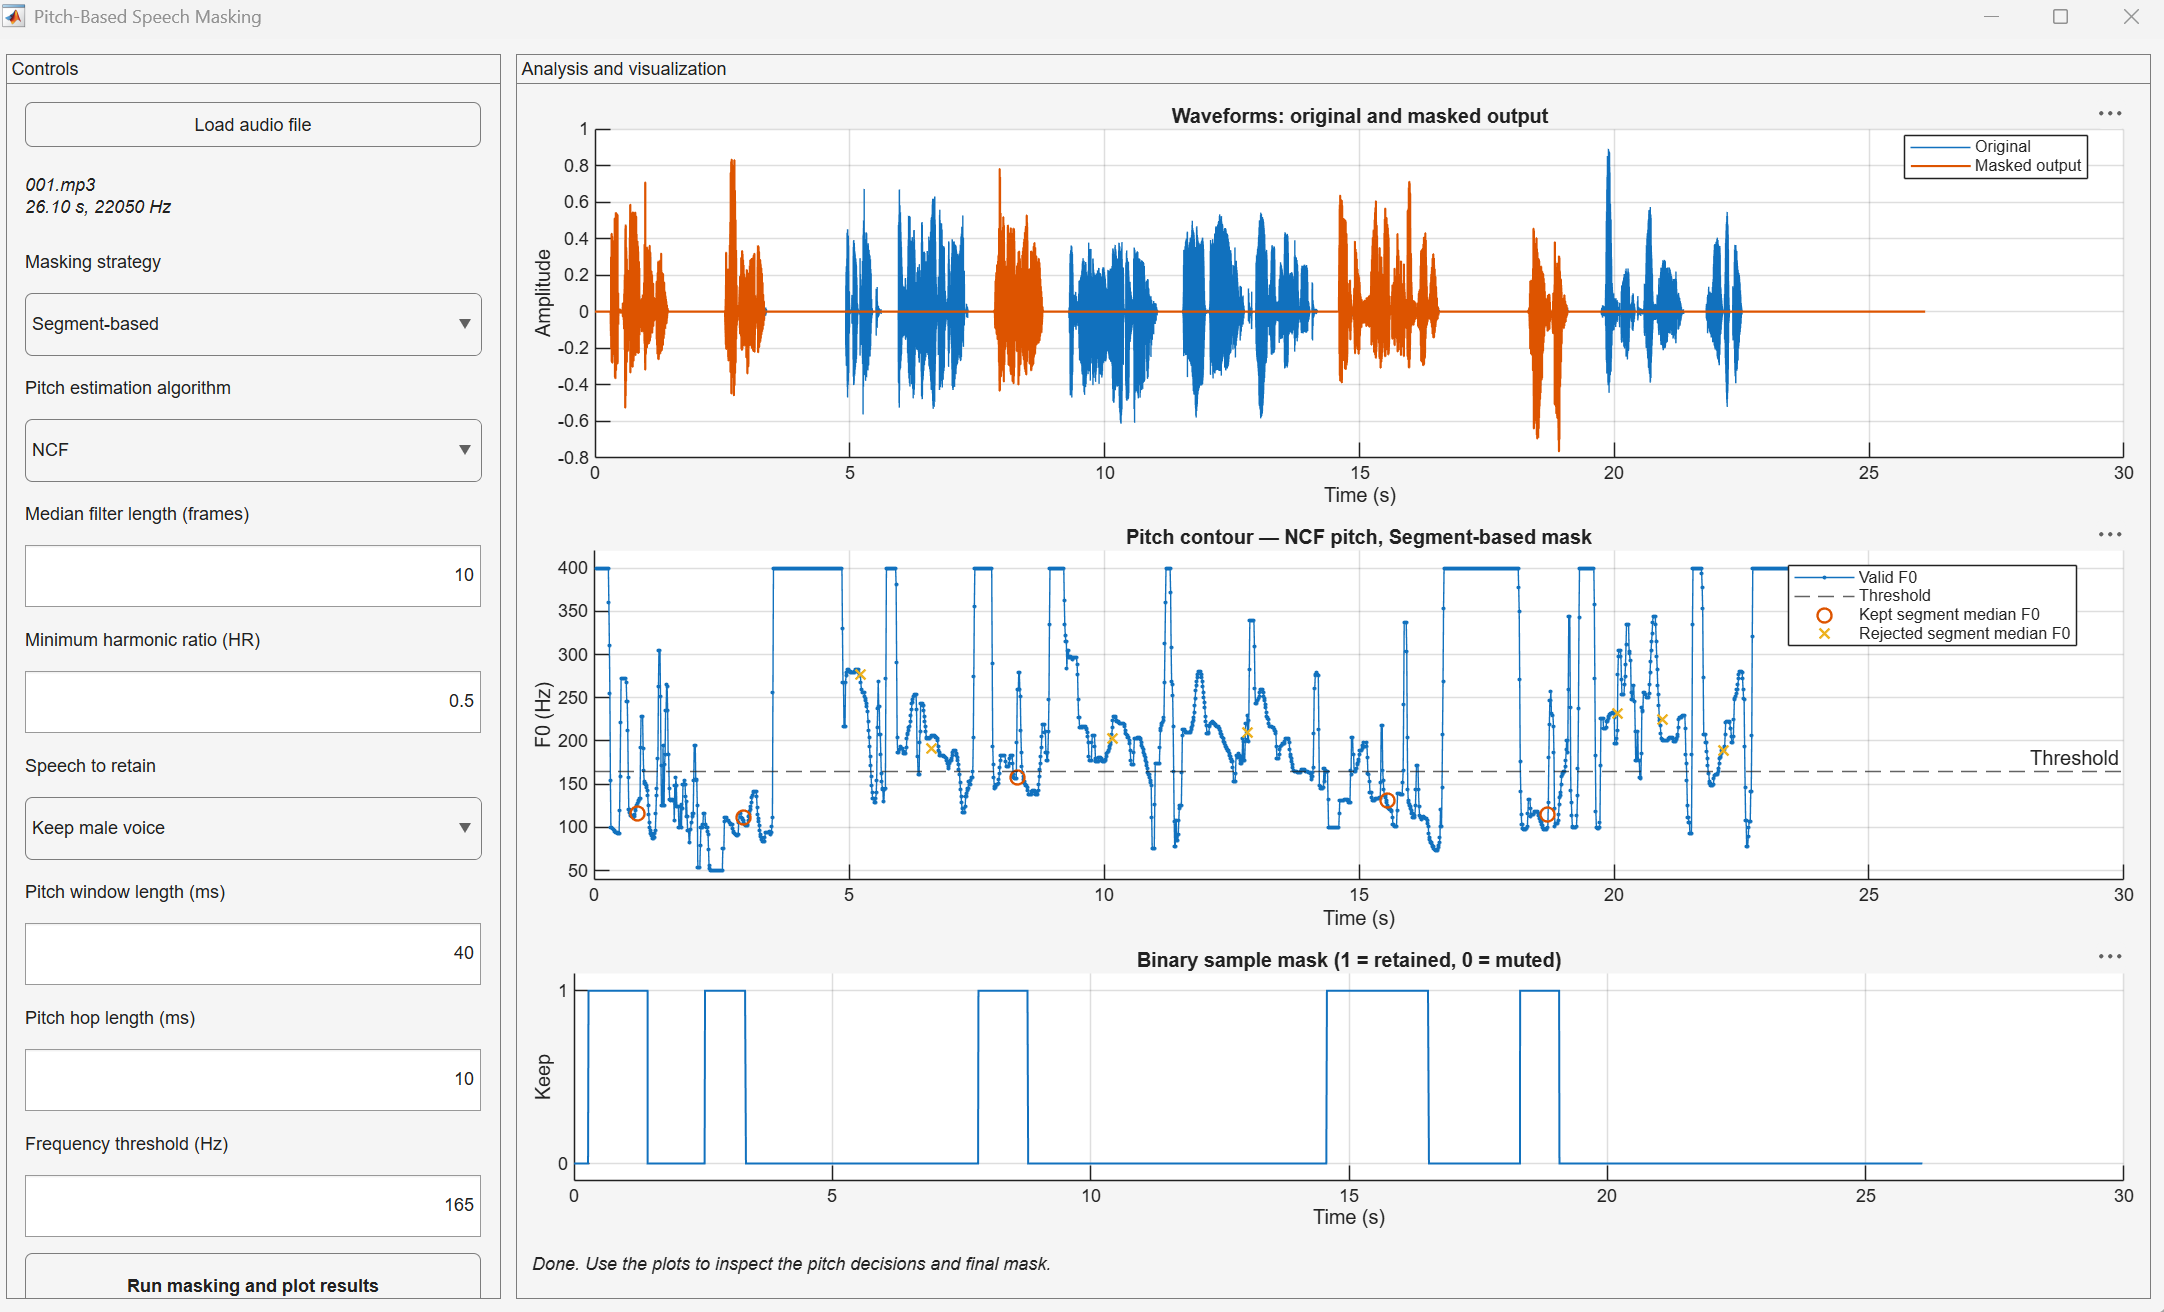 Pitch-Based Speech Masking
Controls
Load audio file
001.mp3
26.10 s, 22050 Hz
Masking strategy
Segment-based
Pitch estimation algorithm
NCF
Median filter length (frames)
10
Minimum harmonic ratio (HR)
0.5
Speech to retain
Keep male voice
Pitch window length (ms)
40
Pitch hop length (ms)
10
Frequency threshold (Hz)
165
Run masking and plot results
Analysis and visualization
Waveforms: original and masked output
Original
Masked output
Amplitude
1
0.8
0.6
0.4
0.2
0
-0.2
-0.4
-0.6
-0.8
0 5 10 15 20 25 30
Time (s)
Pitch contour — NCF pitch, Segment-based mask
Valid F0
Threshold
Kept segment median F0
Rejected segment median F0
F0 (Hz)
400
350
300
250
200
150
100
50
Threshold
0 5 10 15 20 25 30
Time (s)
Binary sample mask (1 = retained, 0 = muted)
Keep
1
0
0 5 10 15 20 25 30
Time (s)
Done. Use the plots to inspect the pitch decisions and final mask.